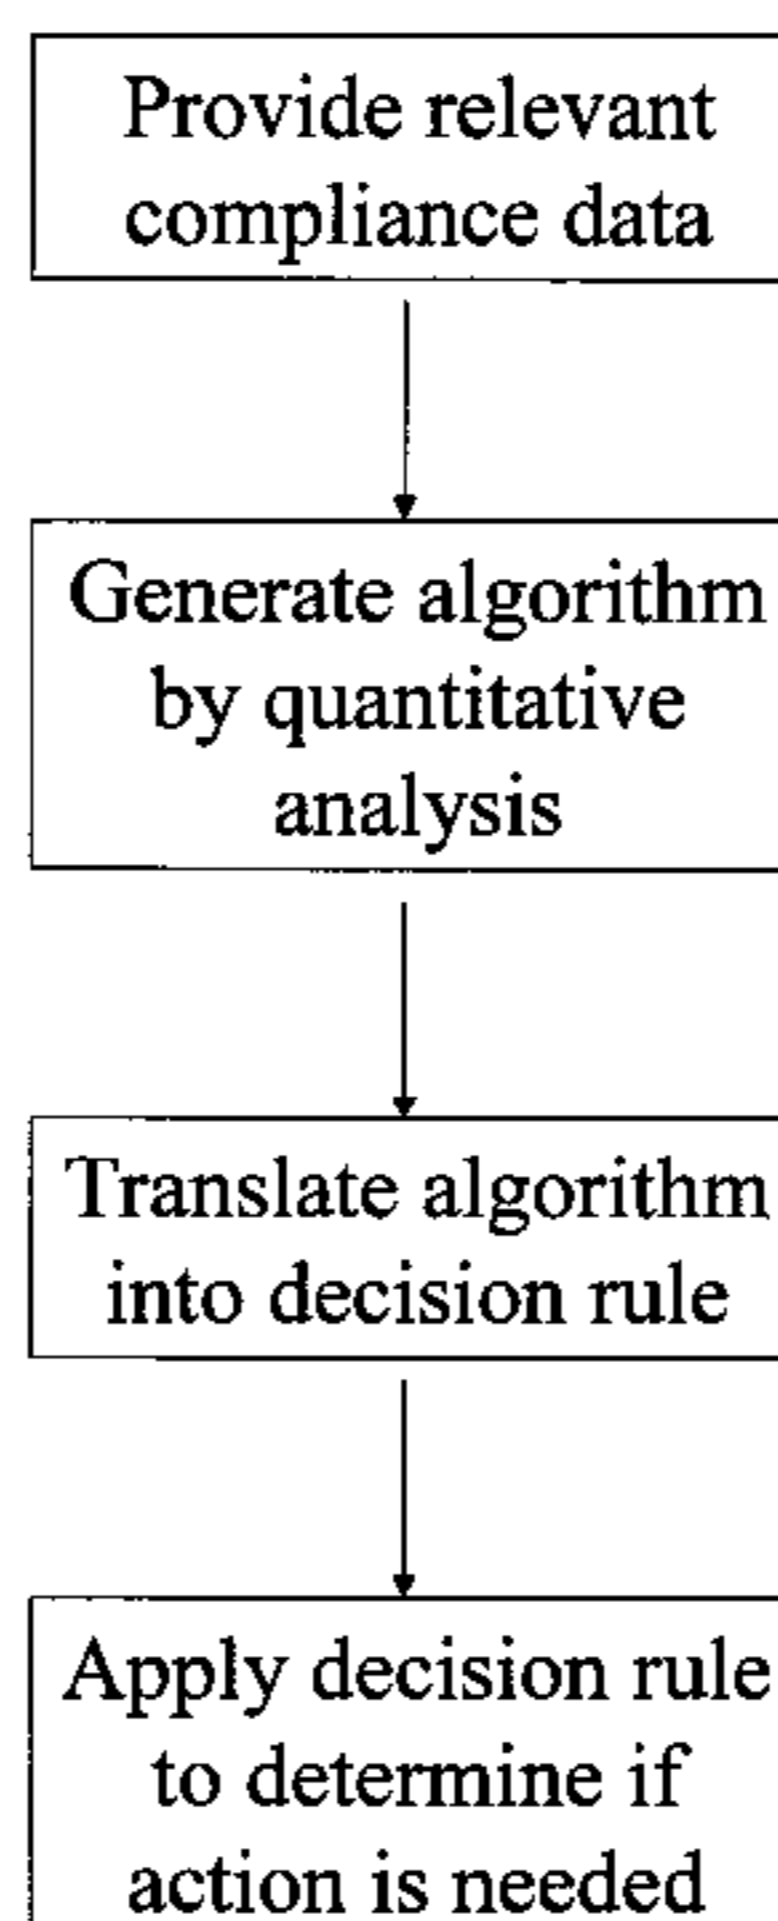 Provide relevant
compliance data
Generate algorithm
by quantitative
analysis
Translate algorithm
into decision rule
Apply decision rule
to determine if
action is needed